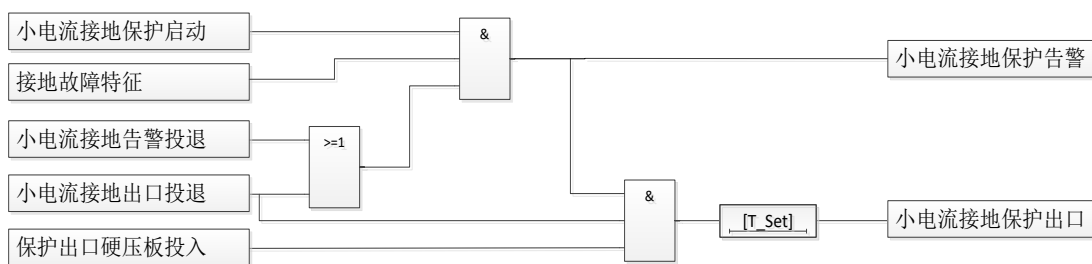 小电流接地保护启动
&
小电流接地保护告警
接地故障特征
小电流接地告警投退
>=1
小电流接地出口投退
&
[T_Set]
小电流接地保护出口
保护出口硬压板投入